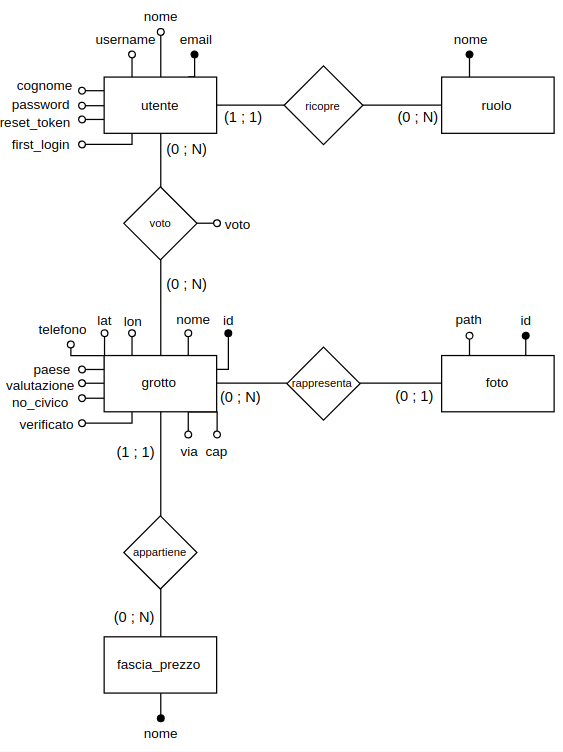 nome
username
email
nome
cognome
password
reset_token
first_login
utente
ricopre
ruolo
(1 ; 1)
(0 ; N)
(0 ; N)
voto
voto
(0 ; N)
telefono
lat
lon
nome
id
path
id
paese
valutazione
no_civico
verificato
grotto
rappresenta
foto
(0 ; N)
(0 ; 1)
(1 ; 1)
via
cap
appartiene
(0 ; N)
fascia_prezzo
nome